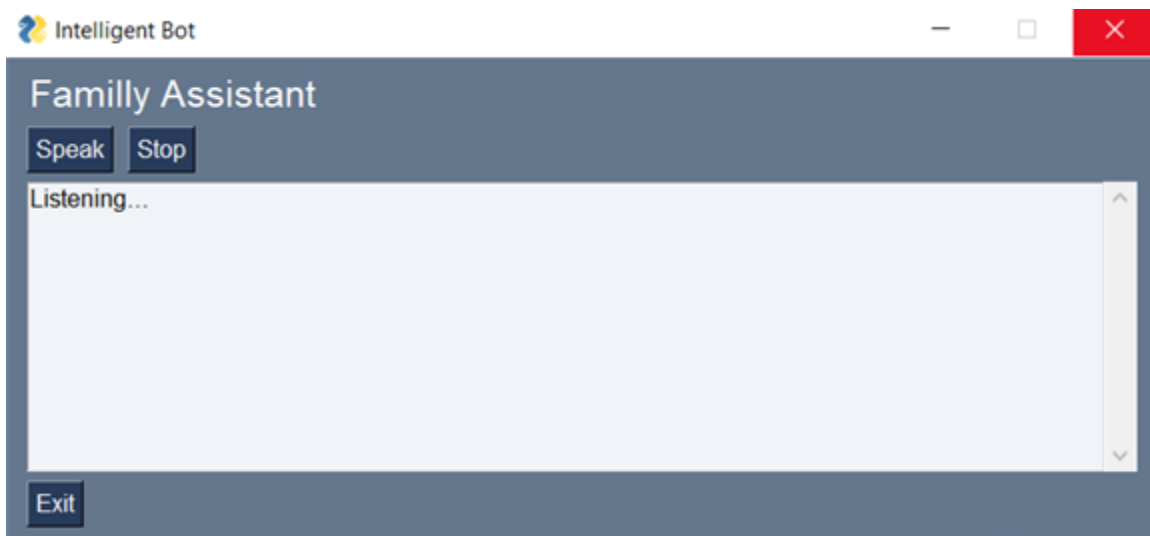 Intelligent Bot
Familly Assistant
Speak Stop
Listening...
Exit